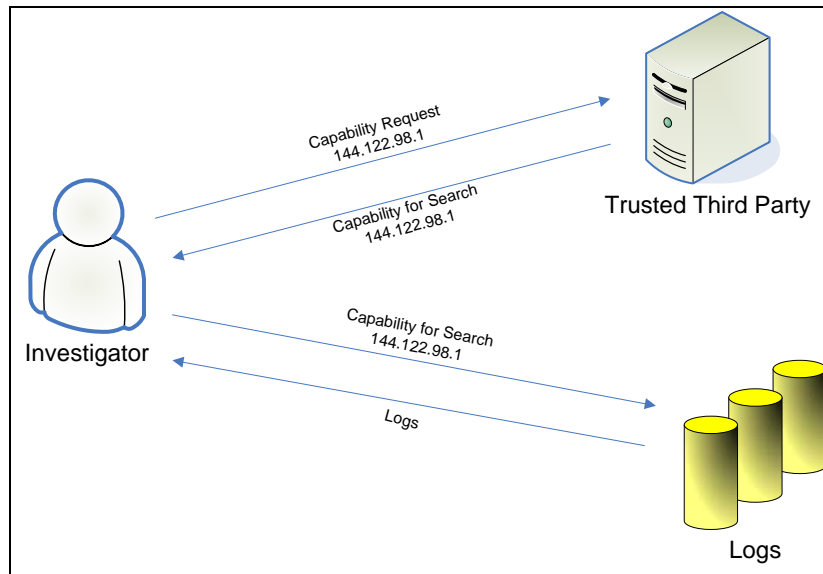 Capability Request
144.122.98.1
Trusted Third Party
Capability for Search
144.122.98.1
Investigator
Capability for Search
144.122.98.1
Logs
Logs